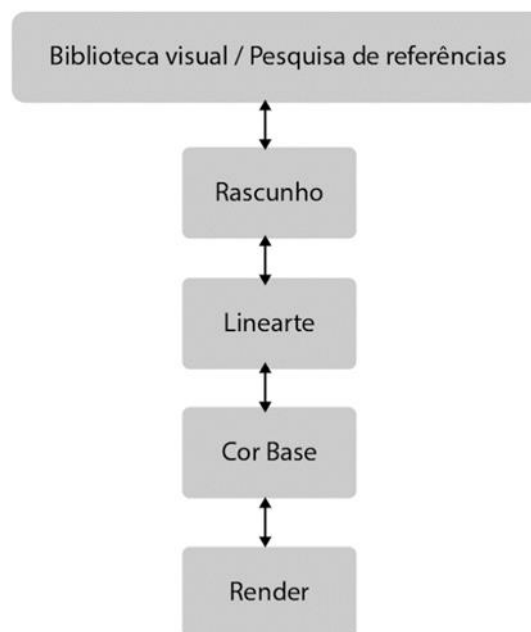 Biblioteca visual / Pesquisa de referências
Rascunho
Linearte
Cor Base
Render